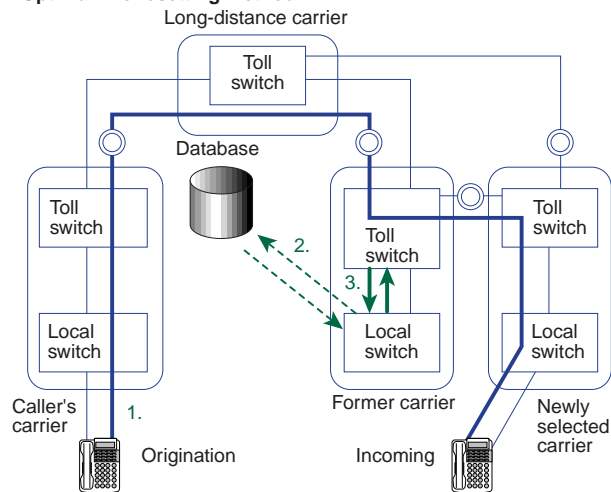 Long-distance carrier
Toll
switch
Database
Toll
switch
Toll
switch
Toll
switch
2.
3.
Local
switch
Local
switch
Local
switch
Caller's
carrier
1.
Former carrier
Newly
selected
carrier
Origination
Incoming